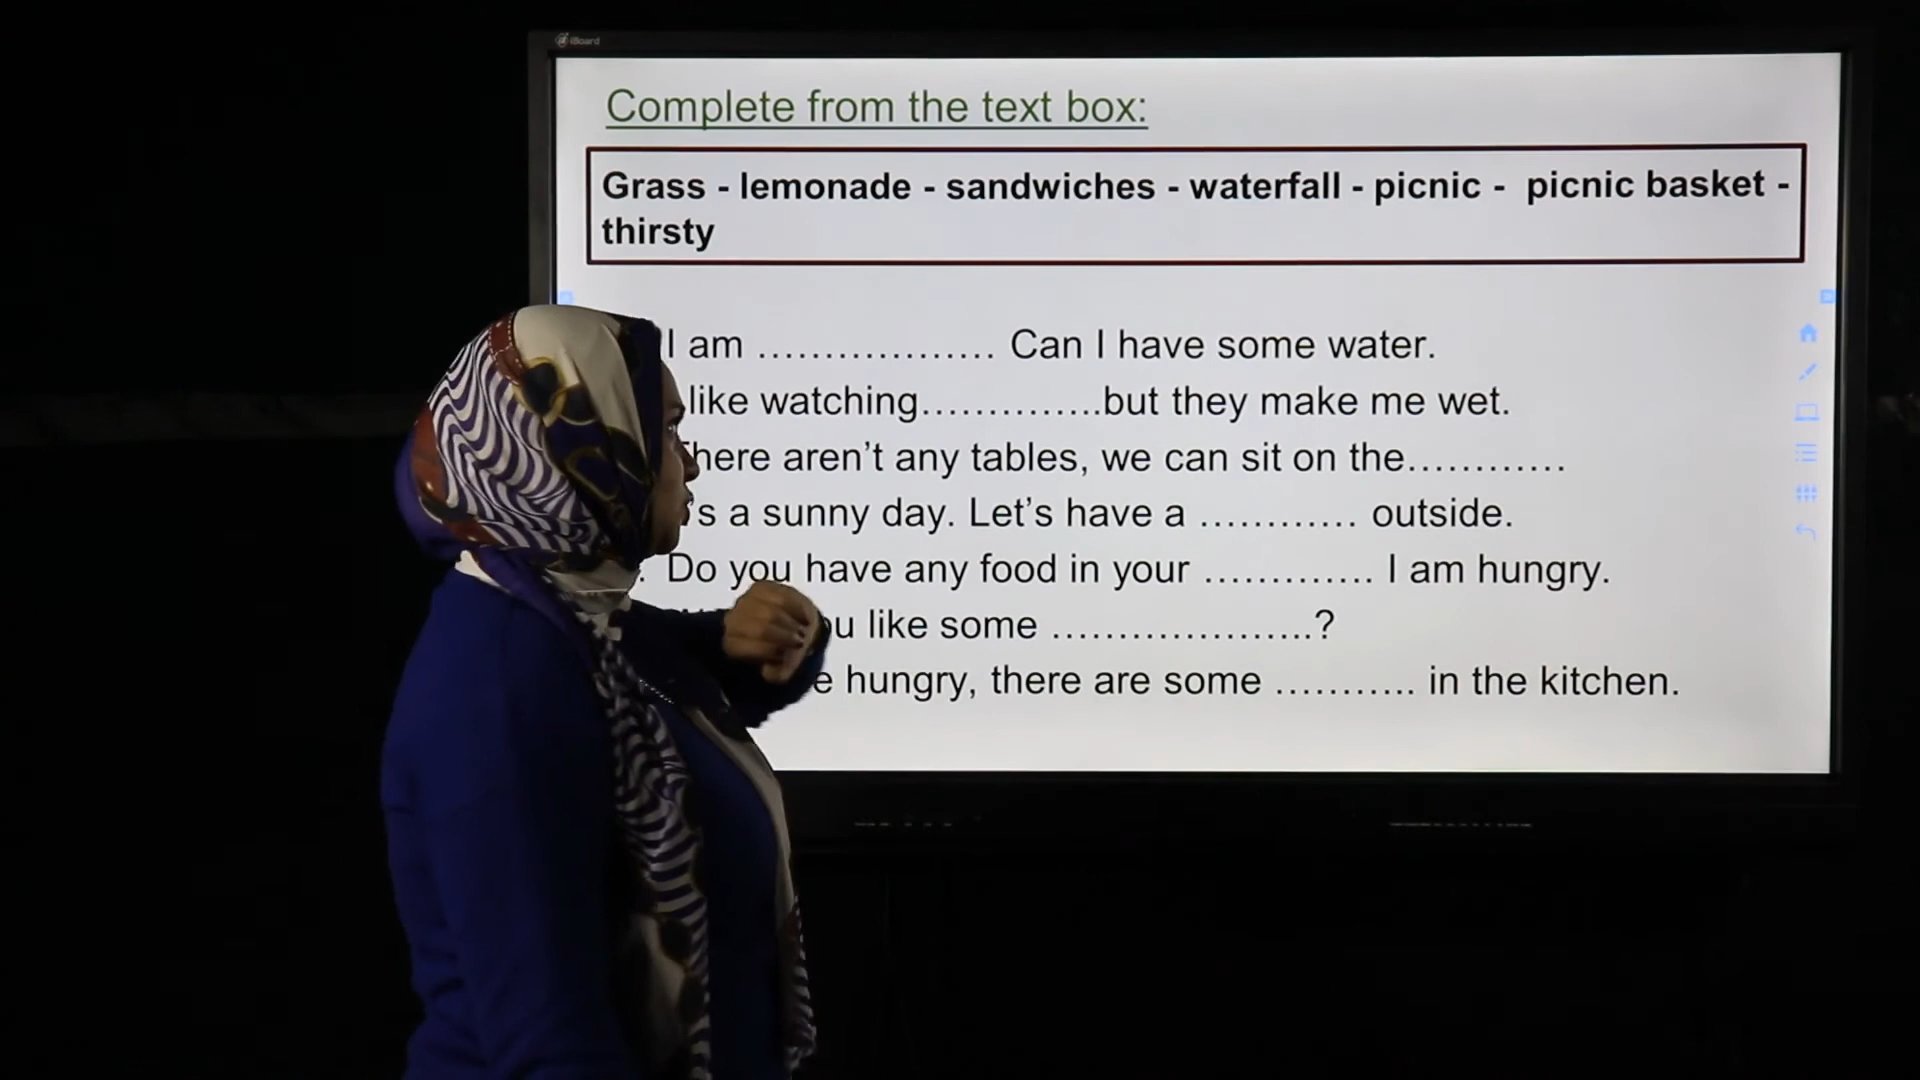 iBoard
Complete from the text box:
Grass - lemonade - sandwiches - waterfall - picnic - picnic basket -
thirsty
I am ……………… Can I have some water.
like watching…………..but they make me wet.
here aren’t any tables, we can sit on the…………
’s a sunny day. Let’s have a ………… outside.
Do you have any food in your …………. I am hungry.
like some ………………..?
hungry, there are some ……….. in the kitchen.